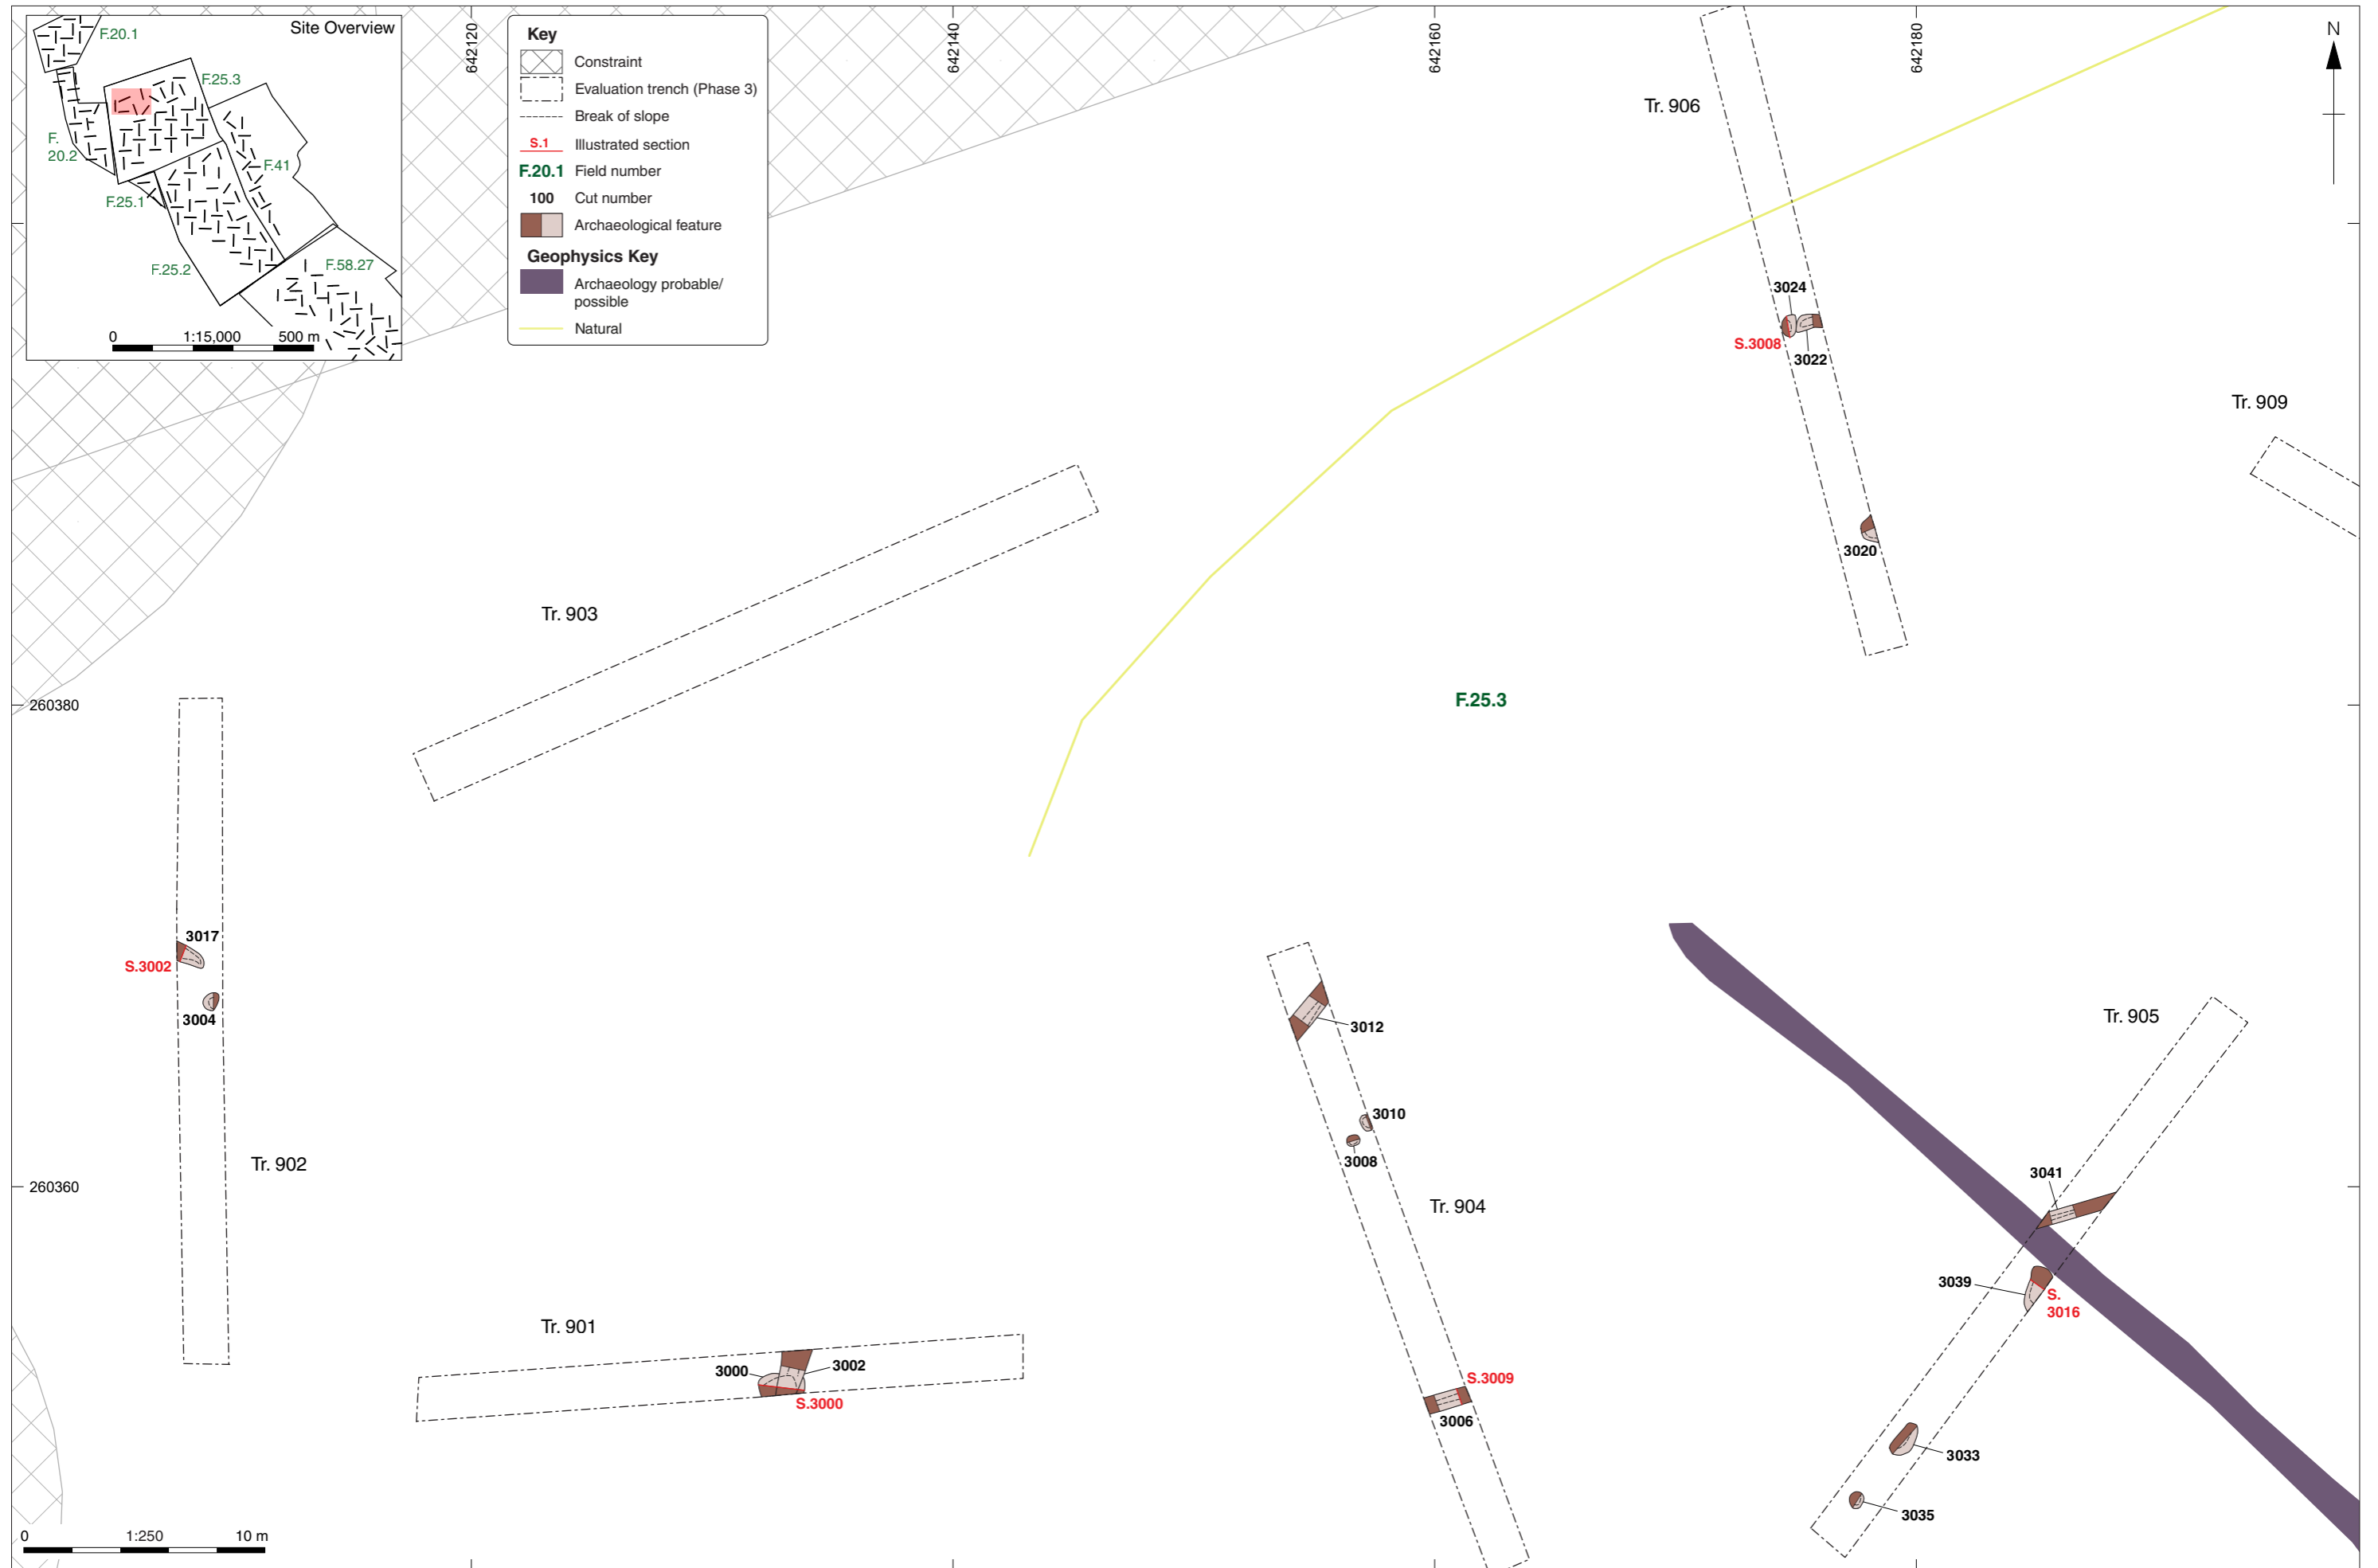 Site Overview
F.20.1
F.25.3
F.
20.2
F.41
F.25.1
F.25.2
F.58.27
0 1:15,000 500 m
Key
Constraint
Evaluation trench (Phase 3)
Break of slope
S.1 Illustrated section
F.20.1 Field number
100 Cut number
Archaeological feature
Geophysics Key
Archaeology probable/
possible
Natural
642120
642140
642160
642180
N
Tr. 906
3024
S.3008
3022
Tr. 909
3020
Tr. 903
260380
F.25.3
3017
S.3002
3004
Tr. 902
3012
Tr. 905
3010
3008
260360
Tr. 904
3041
3039
S.
3016
Tr. 901
3000
3002
S.3000
S.3009
3006
3033
3035
0 1:250 10 m